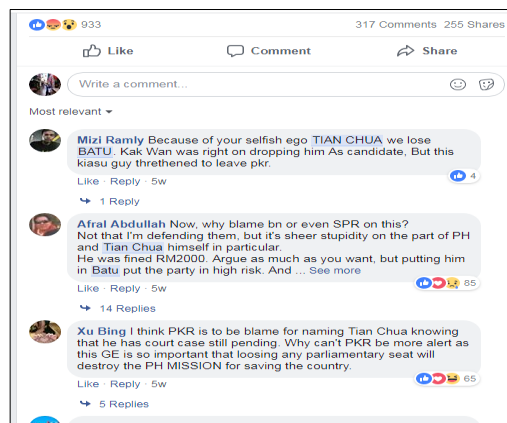 933
317 Comments 255 Shares
Like Comment Share
Write a comment...
Most relevant
Mizi Ramly Because of your selfish ego TIAN CHUA we lose
BATU. Kak Wan was right on dropping him As candidate, But this
kiasu guy threthened to leave pkr.
4
Like · Reply · 5w
1 Reply
Afral Abdullah Now, why blame bn or even SPR on this?
Not that I'm defending them, but it's sheer stupidity on the part of PH
and Tian Chua himself in particular.
He was fined RM2000. Argue as much as you want, but putting him
in Batu put the party in high risk. And ... See more
85
Like · Reply · 5w
14 Replies
Xu Bing I think PKR is to be blame for naming Tian Chua knowing
that he has court case still pending. Why can't PKR be more alert as
this GE is so important that loosing any parliamentary seat will
destroy the PH MISSION for saving the country.
65
Like · Reply · 5w
5 Replies